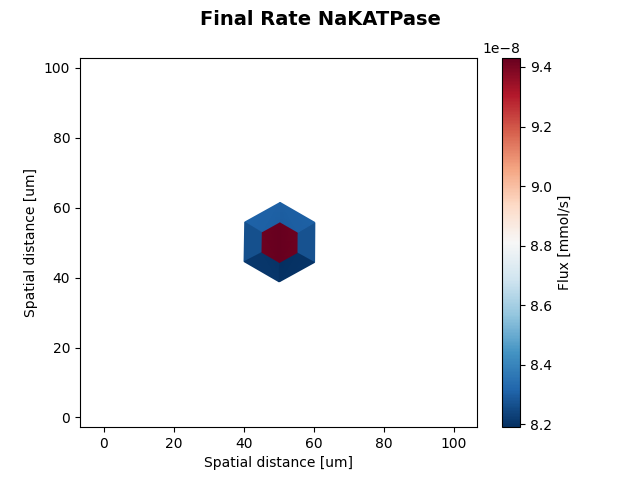 Final Rate NaKATPase
1e−8
100
80
60
40
20
0
Spatial distance [um]
0 20 40 60 80 100
Spatial distance [um]
9.4
9.2
9.0
8.8
8.6
8.4
8.2
Flux [mmol/s]